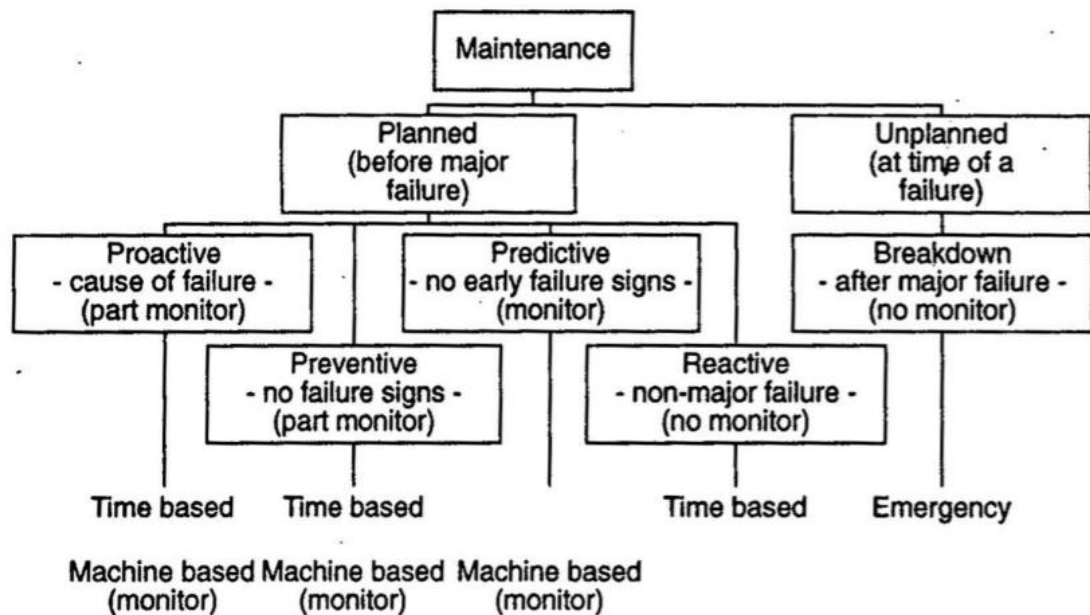 Maintenance
Planned
(before major
failure)
Unplanned
(at time of a
failure)
Proactive
- cause of failure -
(part monitor)
Predictive
- no early failure signs -
(monitor)
Breakdown
- after major failure -
(no monitor)
Preventive
- no failure signs -
(part monitor)
Reactive
- non-major failure -
(no monitor)
Time based
Time based
Time based
Emergency
Machine based
(monitor)
Machine based
(monitor)
Machine based
(monitor)